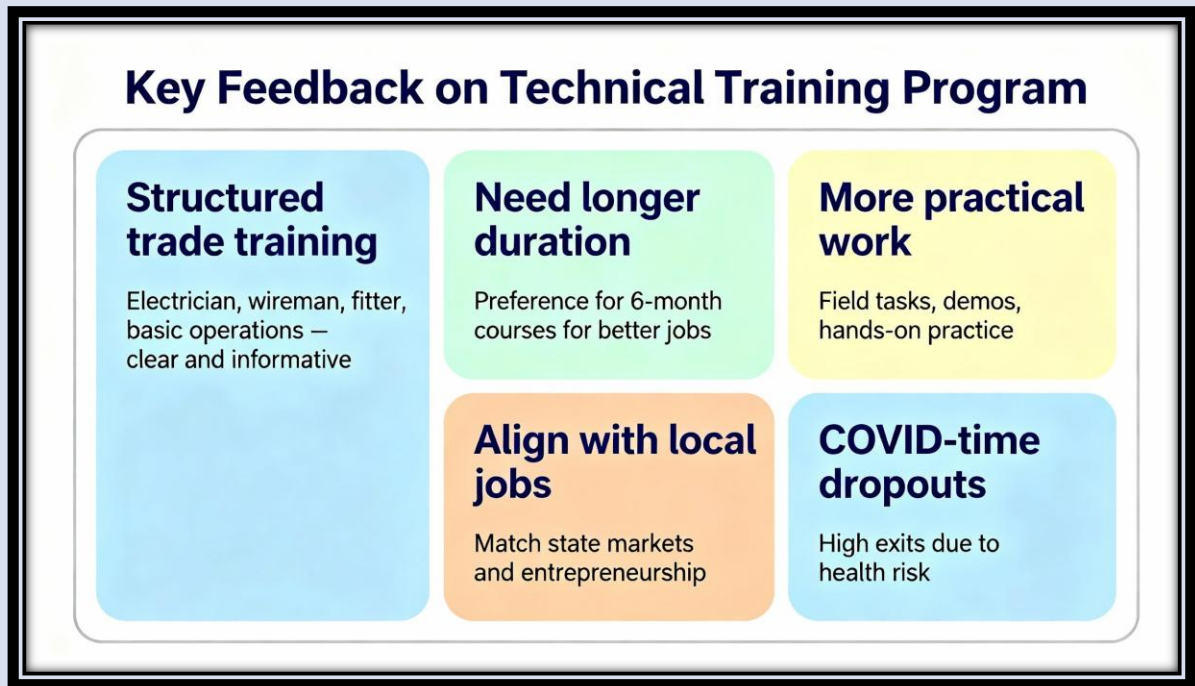 Key Feedback on Technical Training Program
Structured
trade training
Electrician, wireman, fitter,
basic operations –
clear and informative
Need longer
duration
Preference for 6-month
courses for better jobs
More practical
work
Field tasks, demos,
hands-on practice
Align with local
jobs
Match state markets
and entrepreneurship
COVID-time
dropouts
High exits due to
health risk